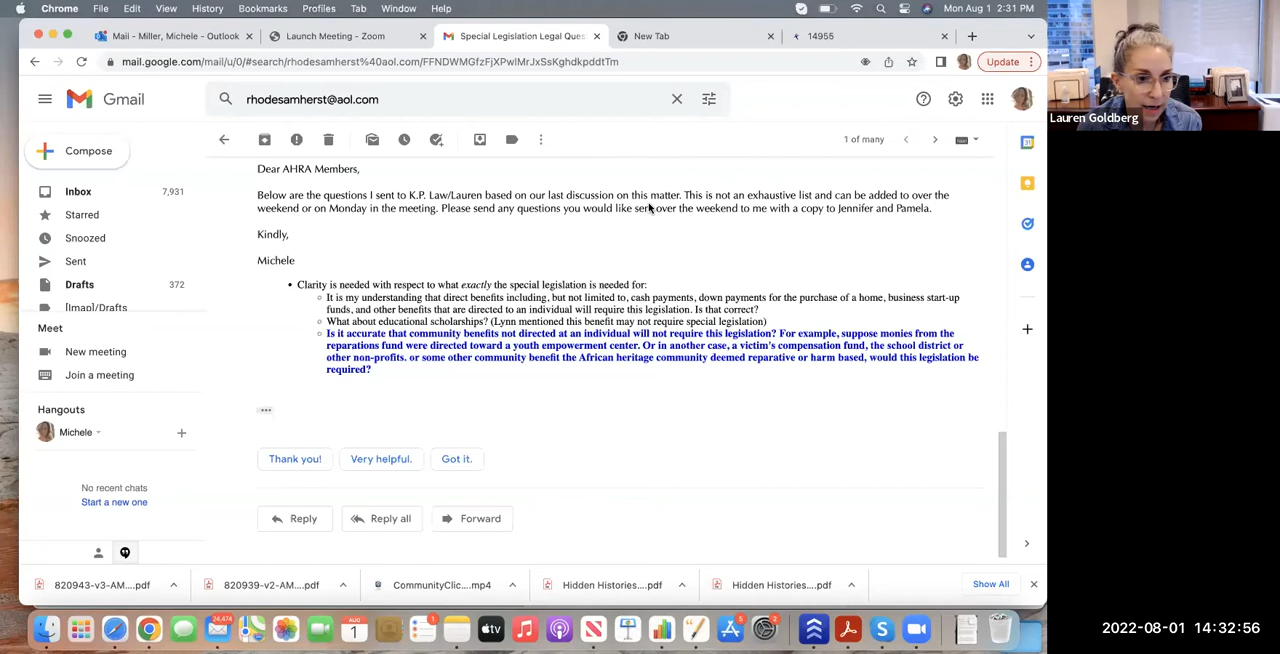 Chrome File Edit View History Bookmarks Profiles Tab Window Help Mon Aug 1 2:31 PM
Mail - Miller, Michele - Outlook
Launch Meeting - Zoom
Special Legislation Legal Ques
New Tab
14955
mail.google.com/mail/u/0/#search/rhodesamherst%40aol.com/FFNDWMGfzFjXPwlMrJxSsKghdkpddtTm
Update
Lauren Goldberg
Gmail
rhodesamherst@aol.com
1 of many
Compose
Inbox 7,931
Starred
Snoozed
Sent
Drafts 372
[Imap]/Drafts
Meet
New meeting
Join a meeting
Hangouts
Michele
No recent chats
Start a new one
Dear AHRA Members,
Below are the questions I sent to K.P. Law/Lauren based on our last discussion on this matter. This is not an exhaustive list and can be added to over the
weekend or on Monday in the meeting. Please send any questions you would like sent over the weekend to me with a copy to Jennifer and Pamela.
Kindly,
Michele
• Clarity is needed with respect to what exactly the special legislation is needed for:
○ It is my understanding that direct benefits including, but not limited to, cash payments, down payments for the purchase of a home, business start-up
funds, and other benefits that are directed to an individual will require this legislation. Is that correct?
○ What about educational scholarships? (Lynn mentioned this benefit may not require special legislation)
○ Is it accurate that community benefits not directed at an individual will not require this legislation? For example, suppose monies from the
reparations fund were directed toward a youth empowerment center. Or in another case, a victim's compensation fund, the school district or
other non-profits. or some other community benefit the African heritage community deemed reparative or harm based, would this legislation be
required?
Thank you!
Very helpful.
Got it.
Reply
Reply all
Forward
820943-v3-AM....pdf
820939-v2-AM....pdf
CommunityClic....mp4
Hidden Histories....pdf
Hidden Histories....pdf
Show All
24,474
AUG
1
1
tv
5
2
2022-08-01 14:32:56